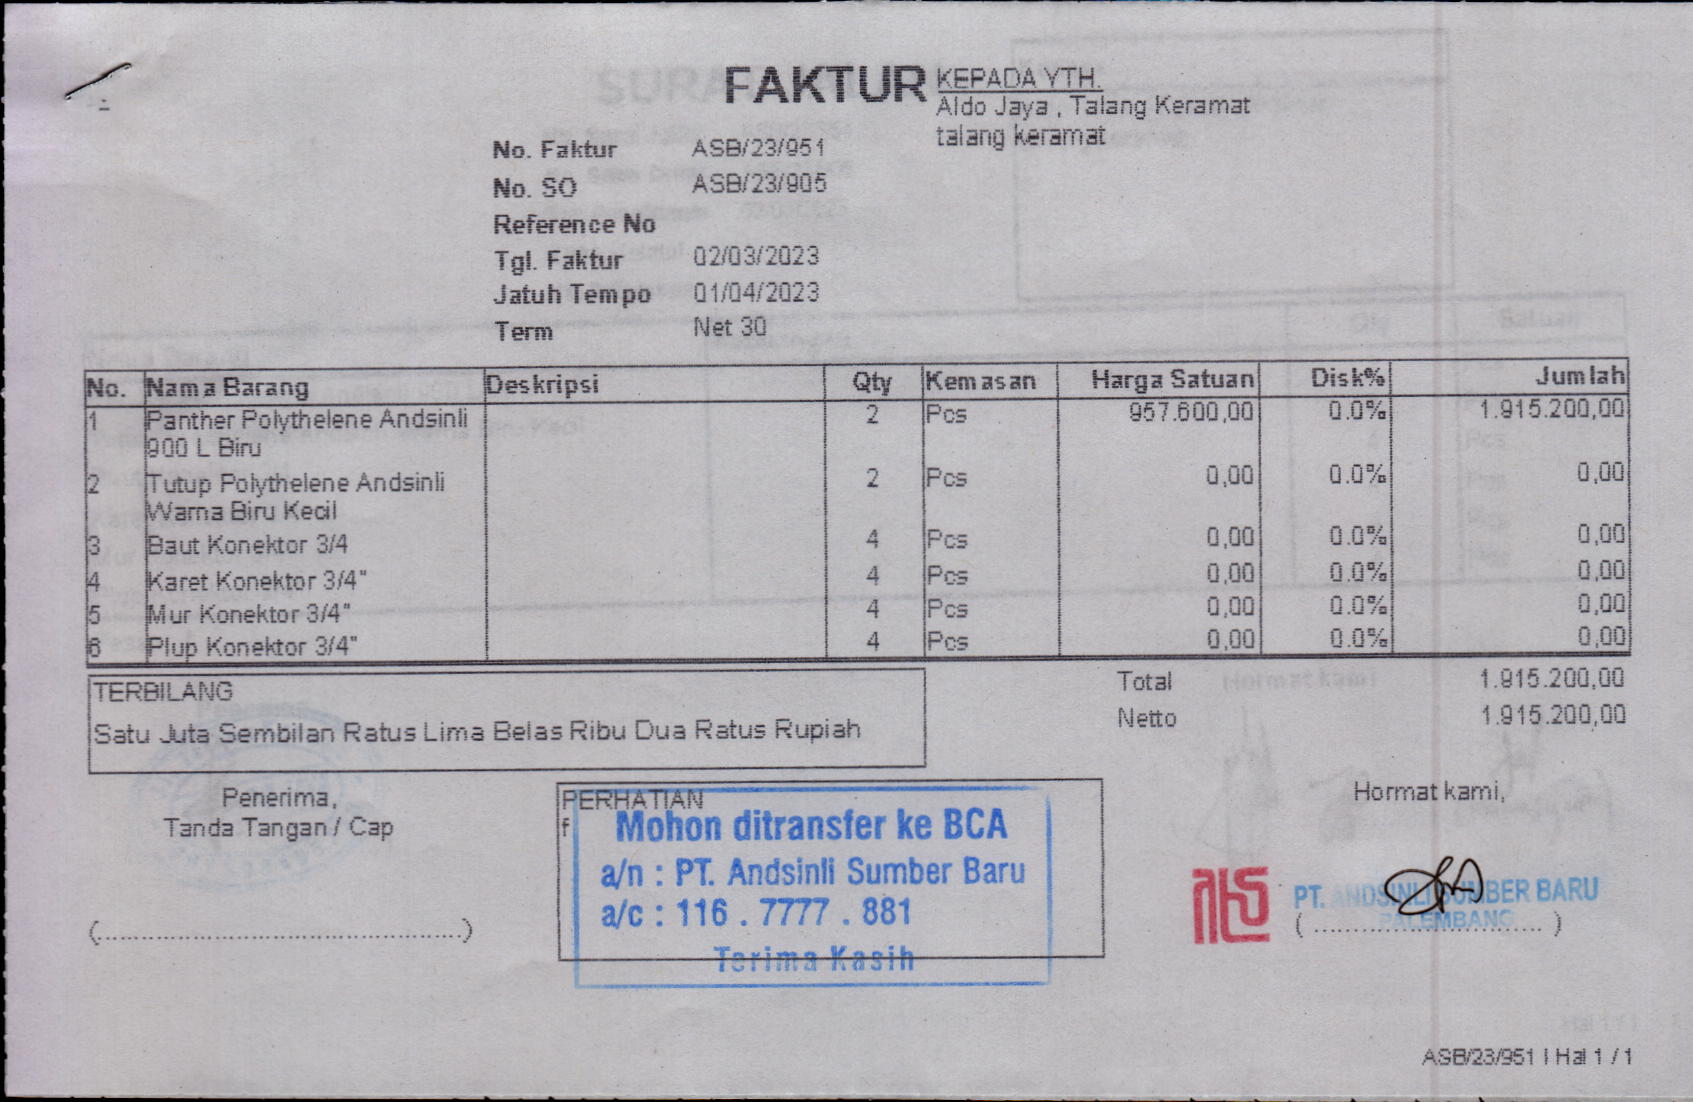 FAKTUR
KEPADA YTH.
Aldo Jaya , Talang Keramat
talang keramat
No. Faktur ASB/23/951
No. SO ASB/23/905
Reference No
Tgl. Faktur 02/03/2023
Jatuh Tempo 01/04/2023
Term Net 30
No. Nama Barang Deskripsi Qty Kemasan Harga Satuan Disk% Jumlah
1 Panther Polythelene Andsinli 2 Pcs 957.600,00 0.0% 1.915.200,00
900 L Biru
2 Tutup Polythelene Andsinli 2 Pcs 0,00 0.0% 0,00
Warna Biru Kecil
3 Baut Konektor 3/4 4 Pcs 0,00 0.0% 0,00
4 Karet Konektor 3/4" 4 Pcs 0,00 0.0% 0,00
5 Mur Konektor 3/4" 4 Pcs 0,00 0.0% 0,00
6 Plup Konektor 3/4" 4 Pcs 0,00 0.0% 0,00
TERBILANG
Satu Juta Sembilan Ratus Lima Belas Ribu Dua Ratus Rupiah
Total 1.915.200,00
Netto 1.915.200,00
Penerima,
Tanda Tangan / Cap
(................................................)
PERHATIAN
f
Mohon ditransfer ke BCA
a/n : PT. Andsinli Sumber Baru
a/c : 116 . 7777 . 881
Terima Kasih
Hormat kami,
PT. ANDSINLI SUMBER BARU
PALEMBANG
( .............................. )
ASB/23/951 | Hal 1 / 1